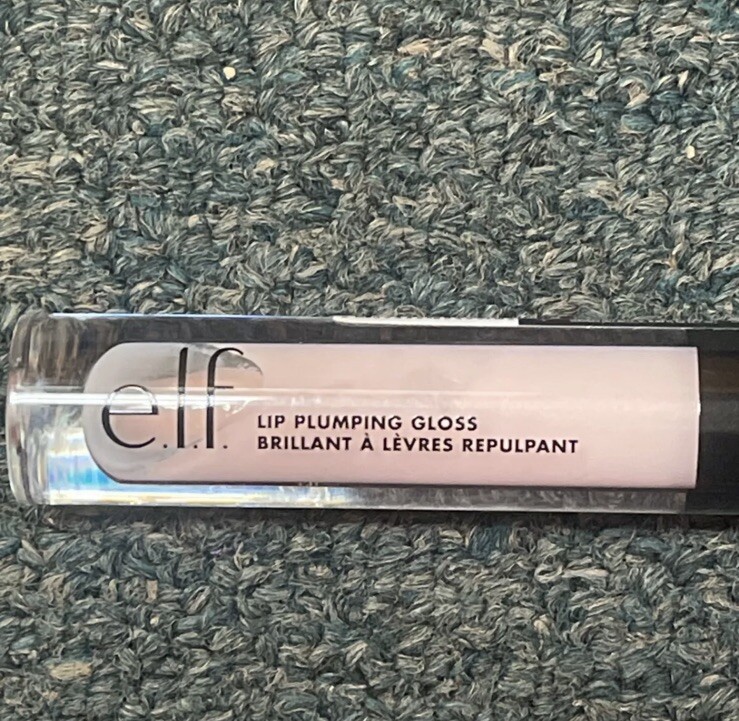 e.l.f.
LIP PLUMPING GLOSS
BRILLANT À LÈVRES REPULPANT